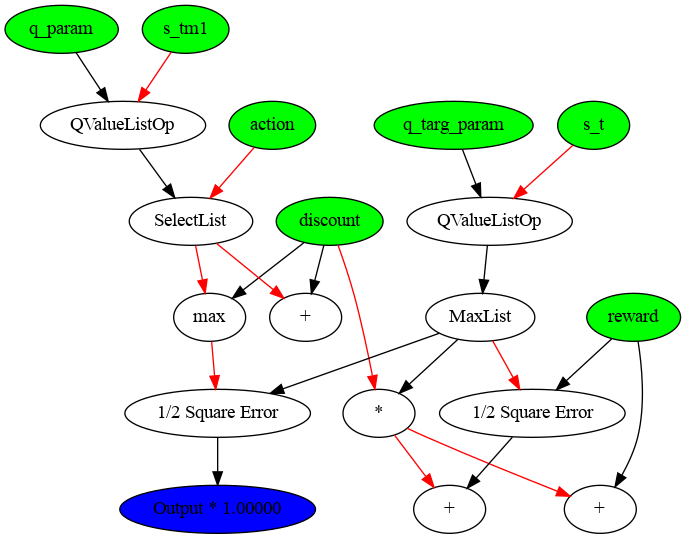 q_param
s_tm1
QValueListOp
action
q_targ_param
s_t
SelectList
discount
QValueListOp
max
+
MaxList
reward
1/2 Square Error
*
1/2 Square Error
Output * 1.00000
+
+